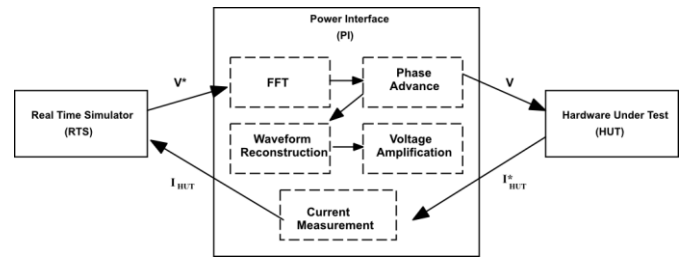 Power Interface
(PI)
V*
FFT
Phase
Advance
V
Real Time Simulator
(RTS)
Hardware Under Test
(HUT)
Waveform
Reconstruction
Voltage
Amplification
I HUT
I*HUT
Current
Measurement